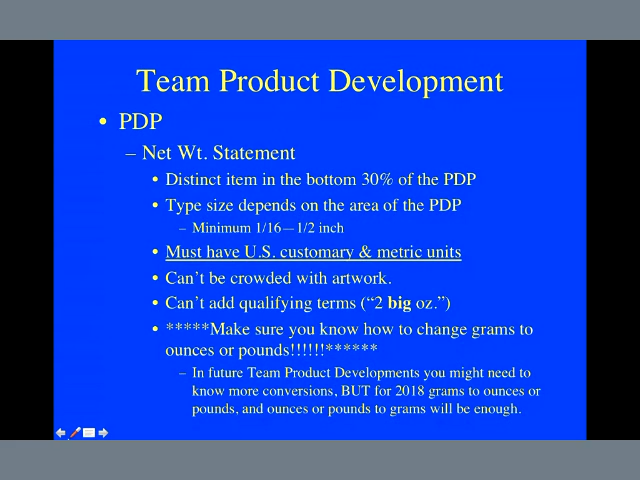 Team Product Development
• PDP
– Net Wt. Statement
• Distinct item in the bottom 30% of the PDP
• Type size depends on the area of the PDP
– Minimum 1/16—1/2 inch
• Must have U.S. customary & metric units
• Can't be crowded with artwork.
• Can't add qualifying terms (“2 big oz.”)
• *****Make sure you know how to change grams to
ounces or pounds!!!!!!******
– In future Team Product Developments you might need to
know more conversions, BUT for 2018 grams to ounces or
pounds, and ounces or pounds to grams will be enough.